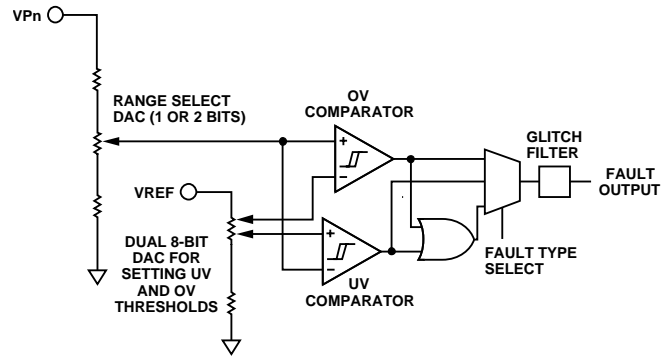 VPn
RANGE SELECT
DAC (1 OR 2 BITS)
OV
COMPARATOR
+
−
GLITCH
FILTER
FAULT
OUTPUT
VREF
DUAL 8-BIT
DAC FOR
SETTING UV
AND OV
THRESHOLDS
+
−
UV
COMPARATOR
FAULT TYPE
SELECT